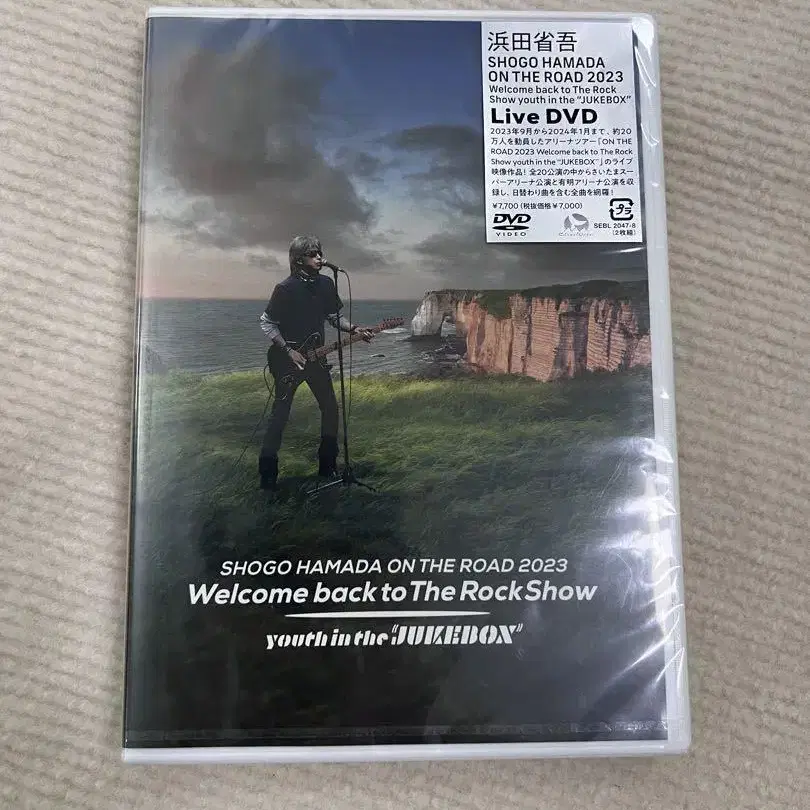 浜田省吾
SHOGO HAMADA
ON THE ROAD 2023
Welcome back to The Rock
Show youth in the "JUKEBOX"
Live DVD
2023年9月から2024年1月まで、約20
万人を動員したアリーナツアー「ON THE
ROAD 2023 Welcome back to The Rock
Show youth in the "JUKEBOX"」のライブ
映像作品！全20公演の中からさいたまスー
パーアリーナ公演と有明アリーナ公演を収
録し、日替わり曲を含む全曲を網羅！
¥7,700 (税抜価格 ¥7,000)
プラ
DVD
VIDEO
SEBL 2047-8
(2枚組)
SHOGO HAMADA ON THE ROAD 2023
Welcome back to The Rock Show
youth in the "JUKEBOX"